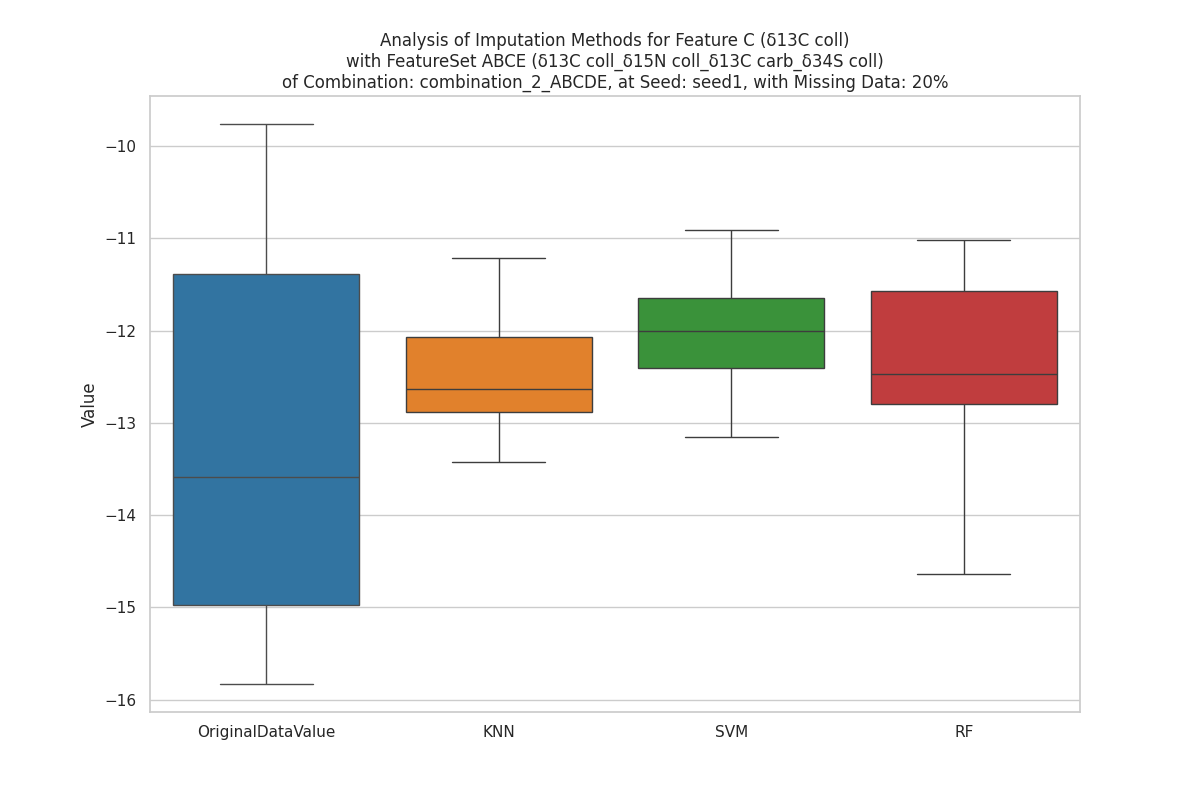 Analysis of Imputation Methods for Feature C (δ13C coll)
with FeatureSet ABCE (δ13C coll_δ15N coll_δ13C carb_δ34S coll)
of Combination: combination_2_ABCDE, at Seed: seed1, with Missing Data: 20%
−10
−11
−12
−13
−14
−15
−16
Value
OriginalDataValue KNN SVM RF